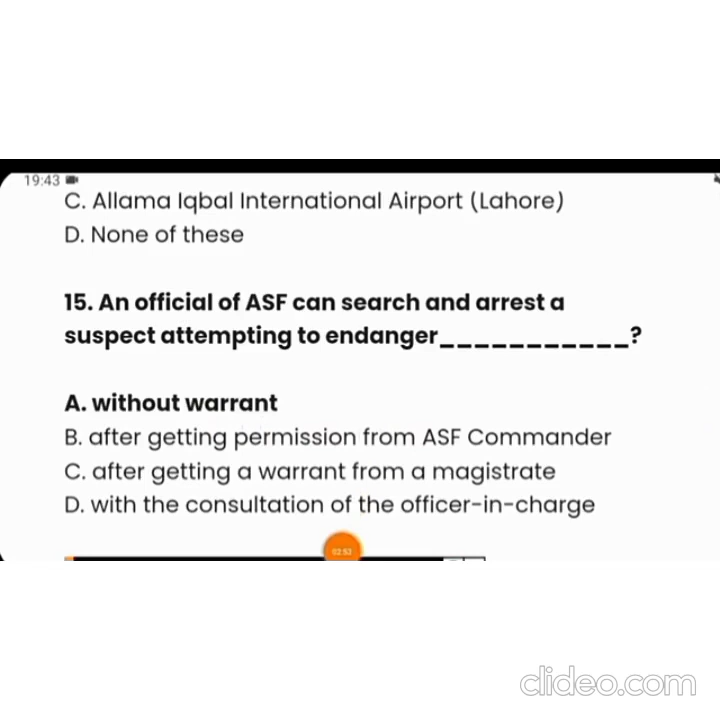 19:43
C. Allama Iqbal International Airport (Lahore)
D. None of these
15. An official of ASF can search and arrest a
suspect attempting to endanger___________?
A. without warrant
B. after getting permission from ASF Commander
C. after getting a warrant from a magistrate
D. with the consultation of the officer-in-charge
02:52
clideo.com